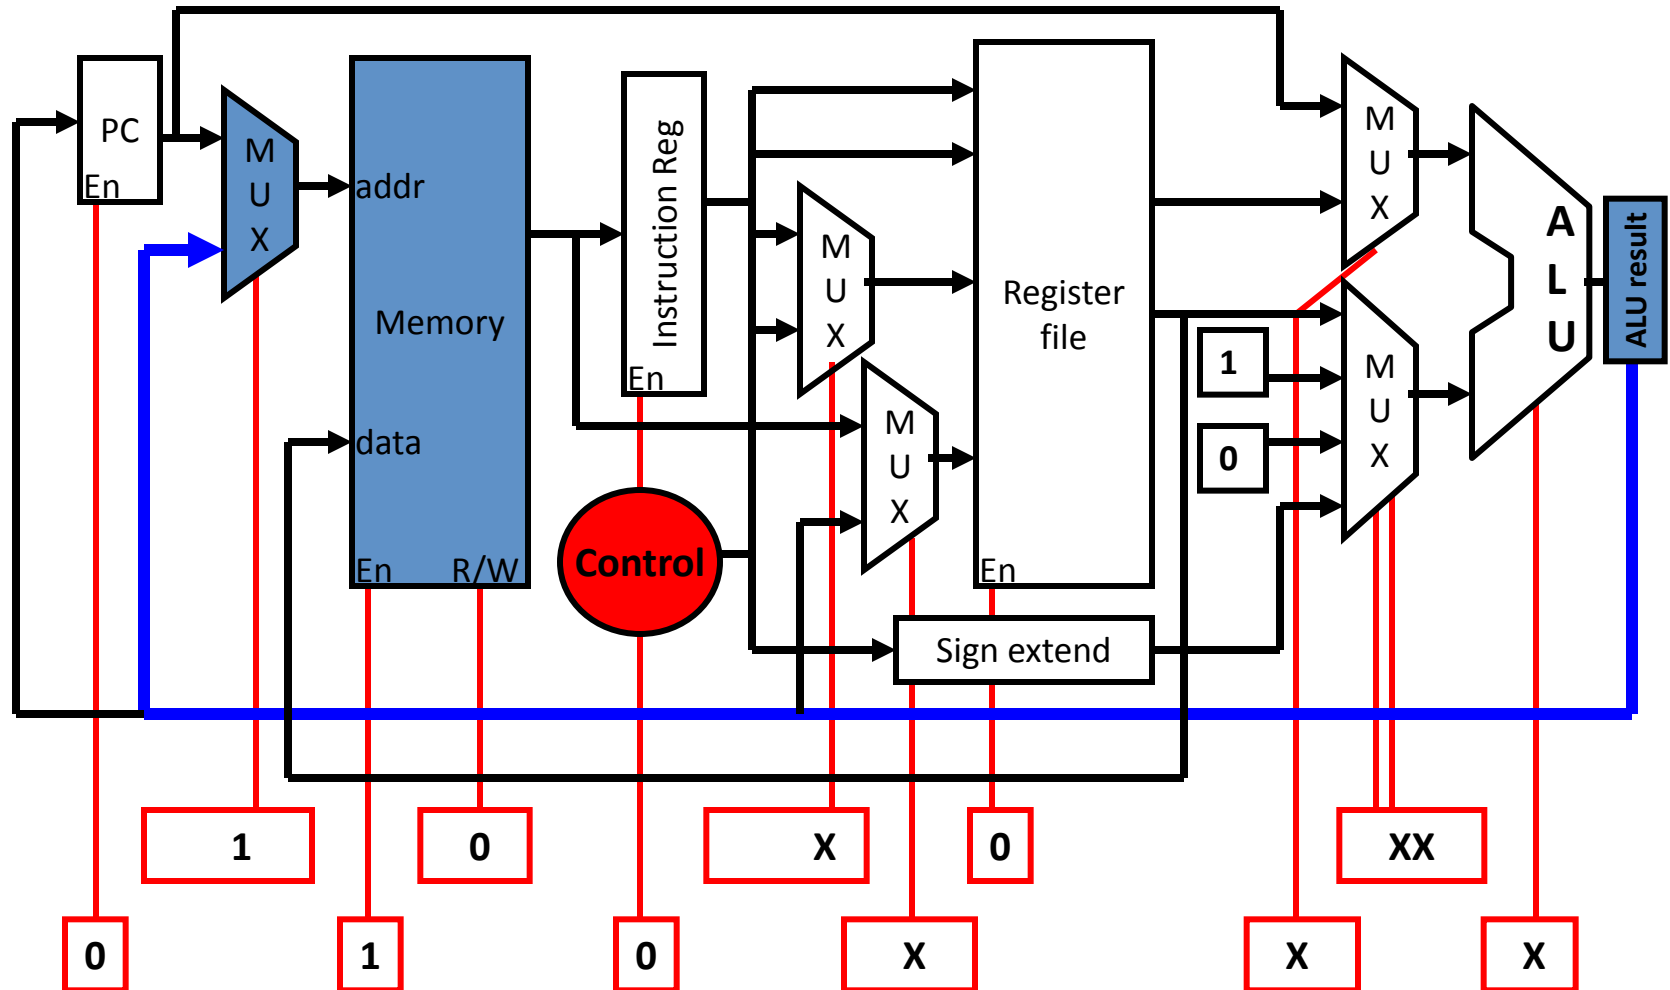 PC
En
M
U
X
addr
Memory
data
En
R/W
Instruction Reg
En
Control
M
U
X
M
U
X
Register
file
En
Sign extend
M
U
X
1
0
M
U
X
A
L
U
ALU result
1
0
X
0
XX
0
1
0
X
X
X